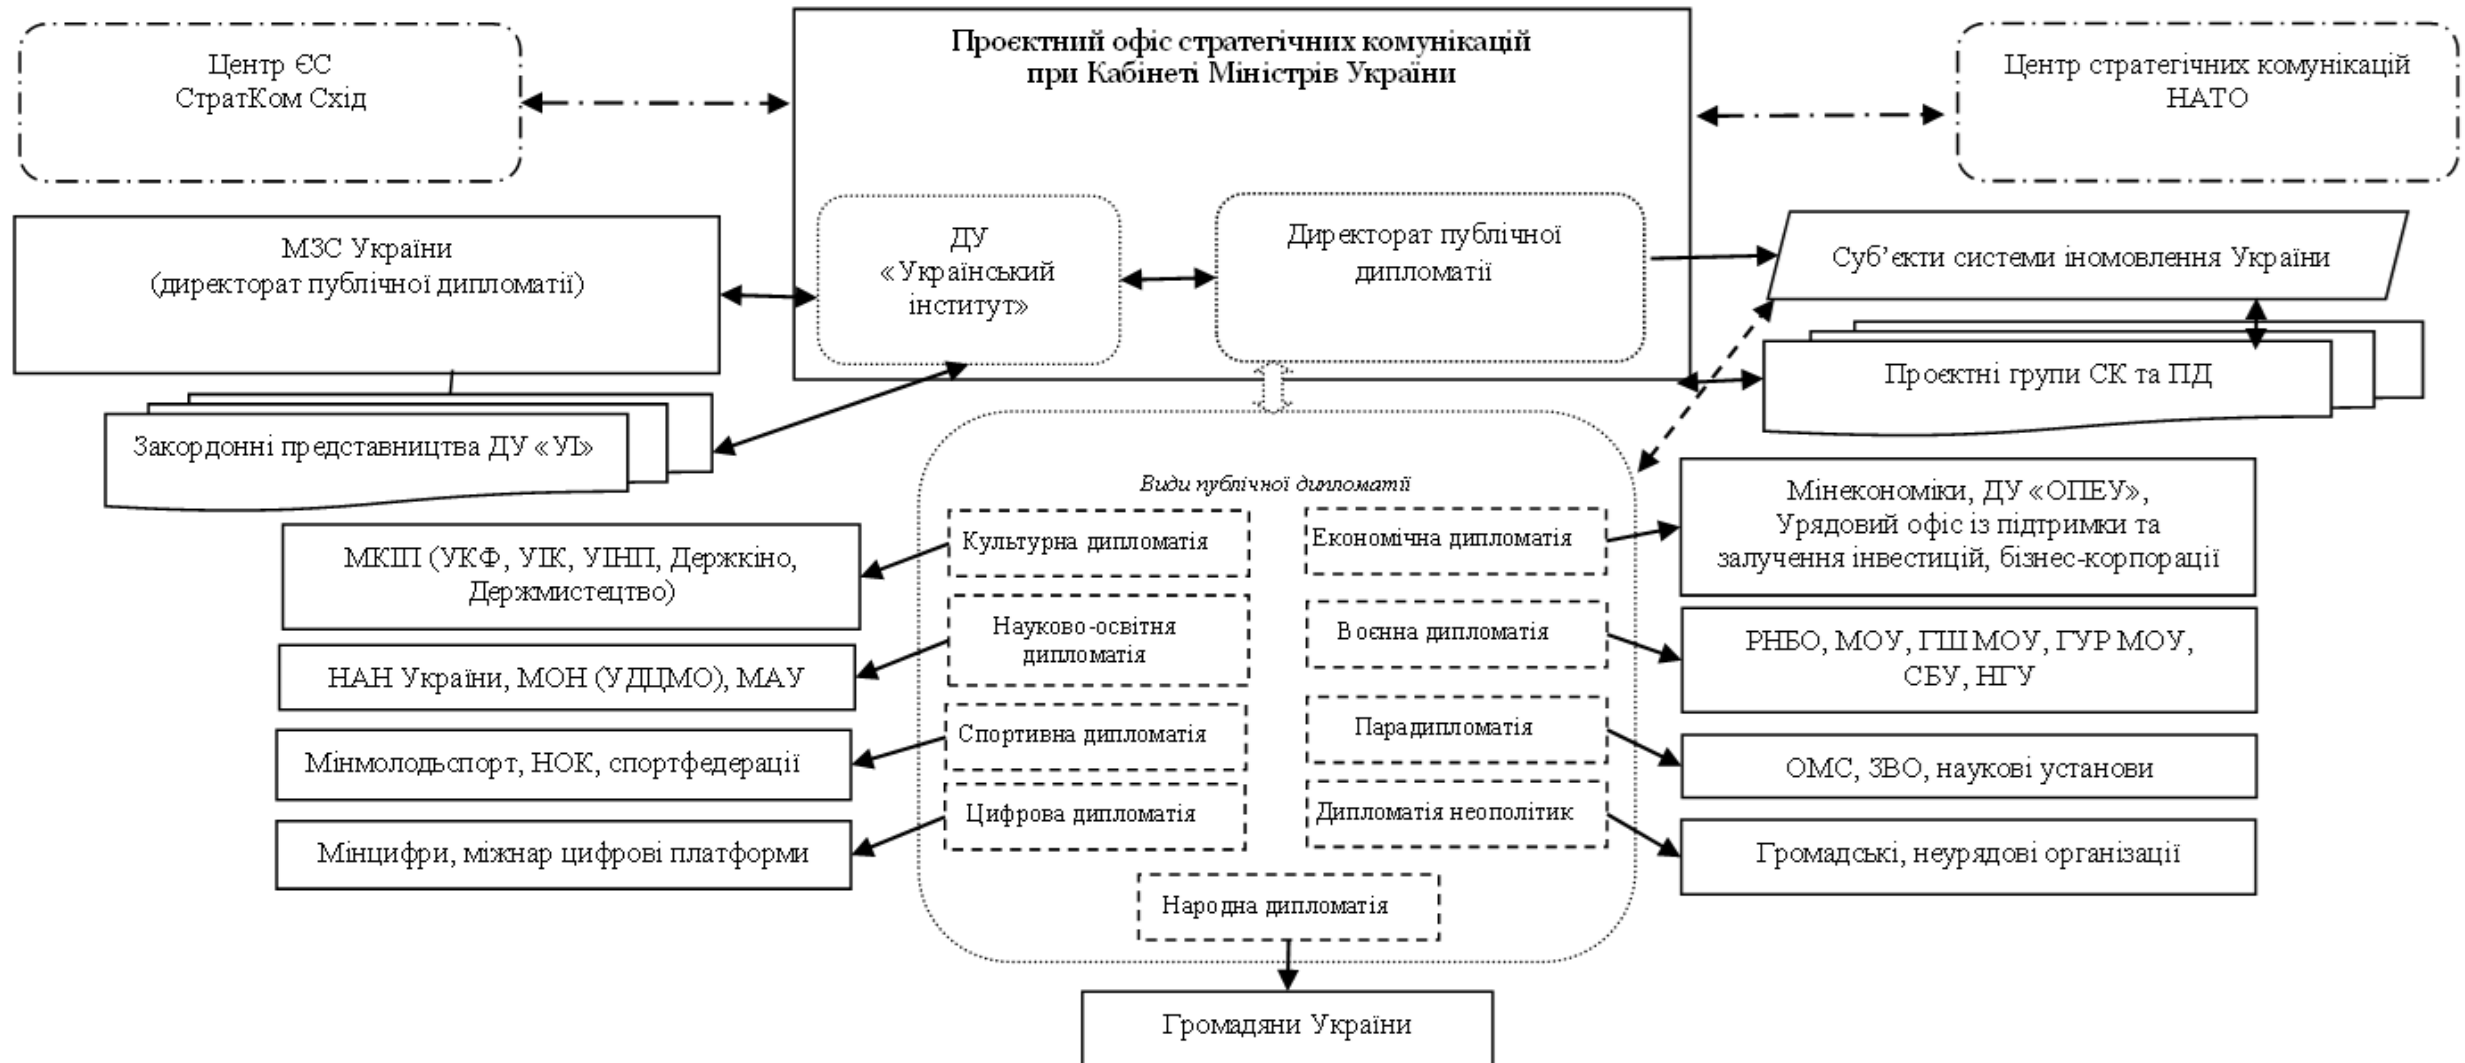 Центр ЄС
СтратКом Схід
Проєктний офіс стратегічних комунікацій
при Кабінеті Міністрів України
Центр стратегічних комунікацій
НАТО
МЗС України
(директорат публічної дипломатії)
ДУ
«Український
інститут»
Директорат публічної
дипломатії
Суб’єкти системи іномовлення України
Проєктні групи СК та ПД
Закордонні представництва ДУ «УІ»
Види публічної дипломатії
Культурна дипломатія
Економічна дипломатія
МКІП (УКФ, УІК, УІНП, Держкіно,
Держмистецтво)
Мінекономіки, ДУ «ОПЕУ»,
Урядовий офіс із підтримки та
залучення інвестицій, бізнес-корпорації
Науково-освітня
дипломатія
Воєнна дипломатія
НАН України, МОН (УДЦМО), МАУ
РНБО, МОУ, ГШ МОУ, ГУР МОУ,
СБУ, НГУ
Спортивна дипломатія
Парадипломатія
Мінмолодьспорт, НОК, спортфедерації
ОМС, ЗВО, наукові установи
Цифрова дипломатія
Дипломатія неополітик
Мінцифри, міжнар цифрові платформи
Громадські, неурядові організації
Народна дипломатія
Громадяни України